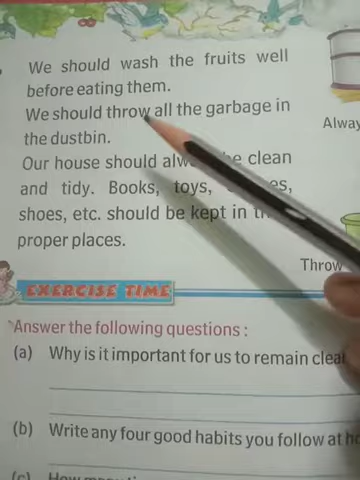 We should wash the fruits well
before eating them.
We should throw all the garbage in
the dustbin.
Our house should be clean
and tidy. Books, toys,
shoes, etc. should be kept in
proper places.
Throw
EXERCISE TIME
Answer the following questions :
(a) Why is it important for us to remain
(b) Write any four good habits you follow at
(c) How